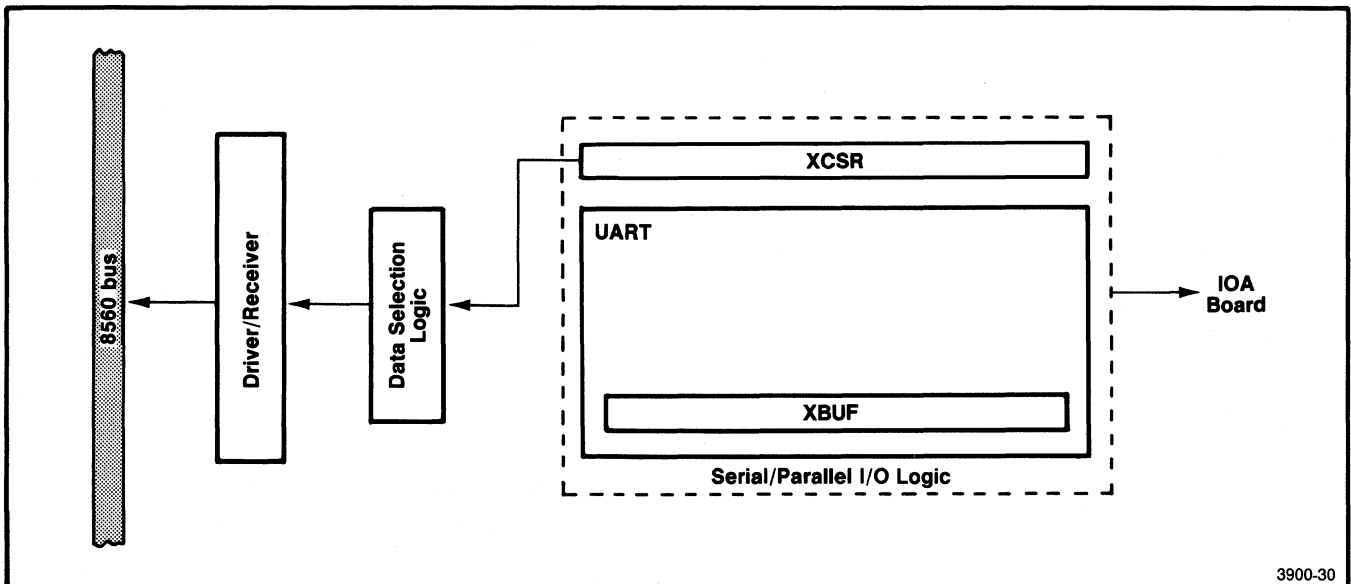 8560 bus
Driver/Receiver
Data Selection
Logic
XCSR
UART
XBUF
Serial/Parallel I/O Logic
IOA
Board
3900-30